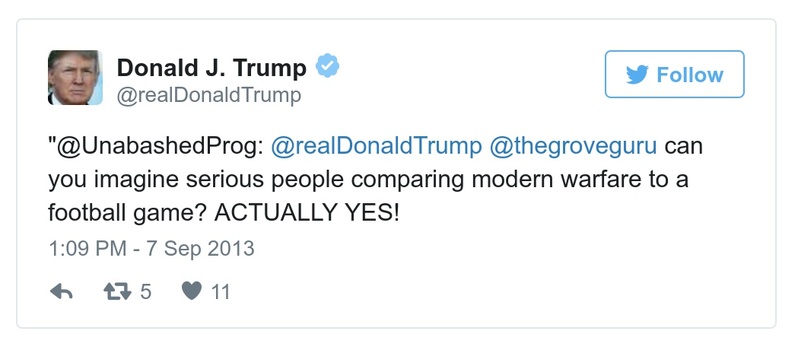 Donald J. Trump
@realDonaldTrump
Follow
"@UnabashedProg: @realDonaldTrump @thegroveguru can
you imagine serious people comparing modern warfare to a
football game? ACTUALLY YES!
1:09 PM - 7 Sep 2013
5 11